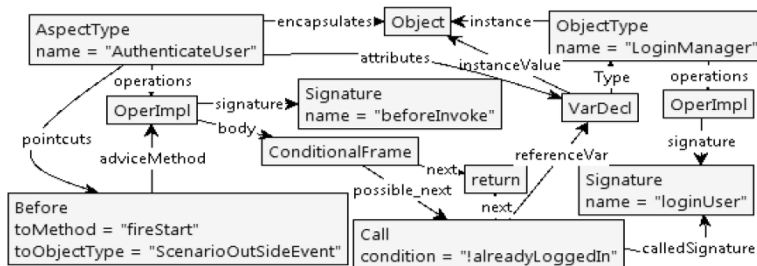 AspectType
name = "AuthenticateUser"
encapsulates
Object
instance
ObjectType
name = "LoginManager"
attributes
instanceValue
operations
Type
operations
OperImpl
signature
Signature
name = "beforeInvoke"
VarDecl
OperImpl
pointcuts
body
adviceMethod
ConditionalFrame
referenceVar
signature
next
return
possible_next
next
Signature
name = "loginUser"
Before
toMethod = "fireStart"
toObjectType = "ScenarioOutSideEvent"
Call
condition = "!alreadyLoggedIn"
calledSignature